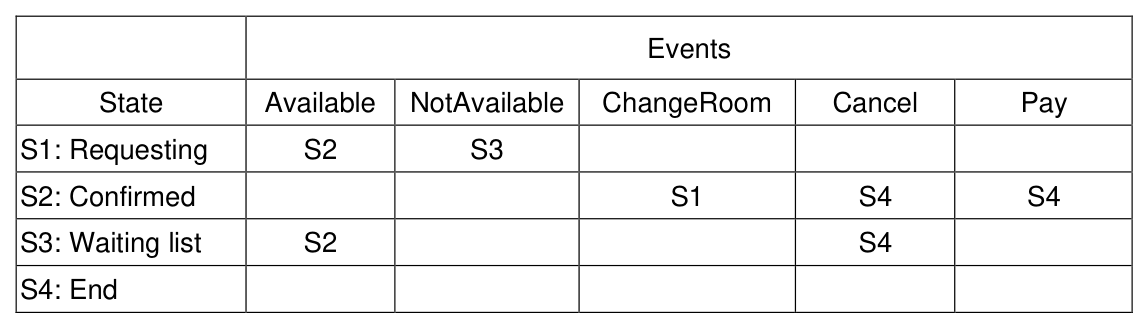 Events
State Available NotAvailable ChangeRoom Cancel Pay
S1: Requesting S2 S3
S2: Confirmed S1 S4 S4
S3: Waiting list S2 S4
S4: End